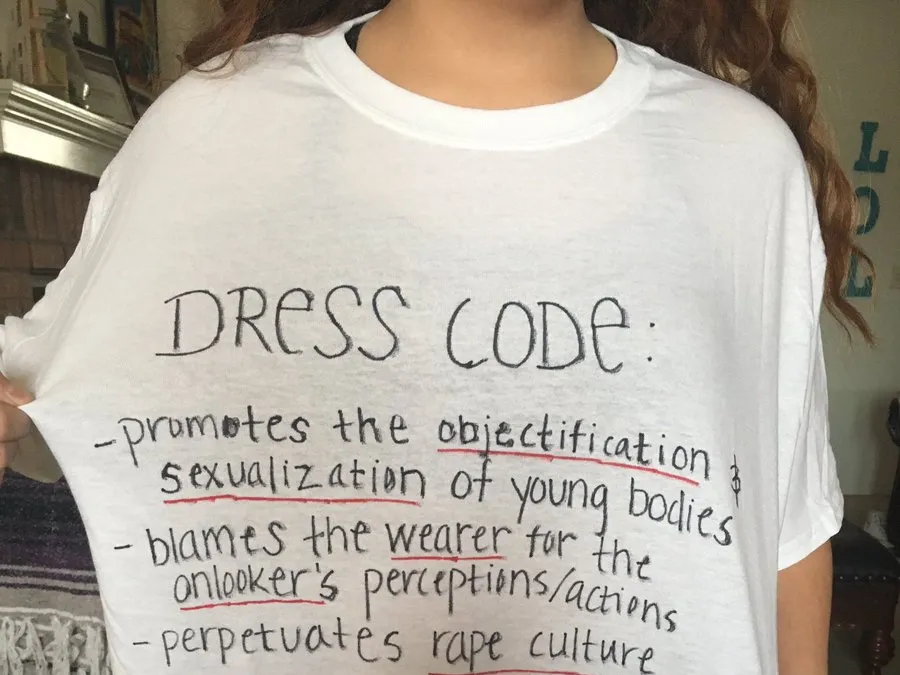 DRESS CODE:
-promotes the objectification &
sexualization of young bodies
- blames the wearer for the
onlooker's perceptions/actions
- perpetuates rape culture
LOL